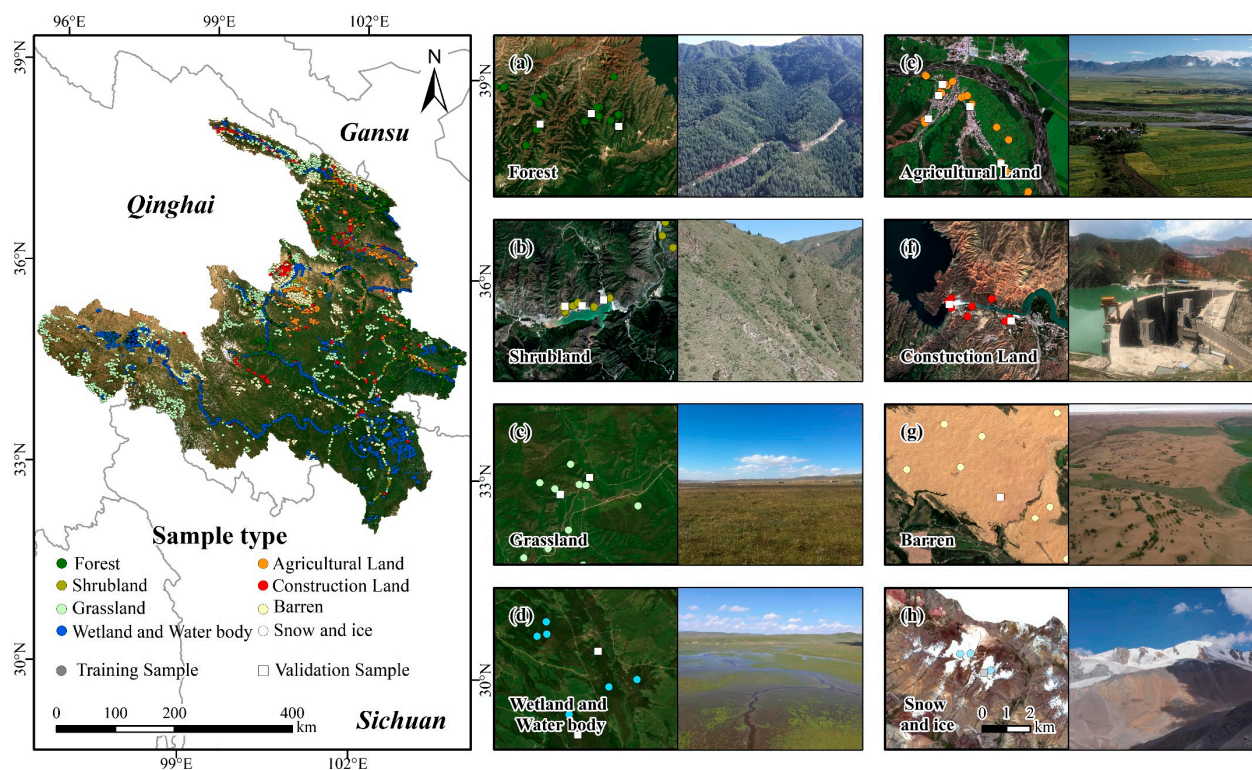 96°E
99°E
102°E
39°N
36°N
33°N
30°N
N
Gansu
Qinghai
Sichuan
Sample type
Forest
Agricultural Land
Shrubland
Construction Land
Grassland
Barren
Wetland and Water body
Snow and ice
Training Sample
Validation Sample
0 100 200 400
km
99°E
102°E
39°N
36°N
33°N
30°N
(a)
Forest
(e)
Agricultural Land
(b)
Shrubland
(f)
Constuction Land
(c)
Grassland
(g)
Barren
(d)
Wetland and
Water body
(h)
Snow
and ice
0 1 2
km